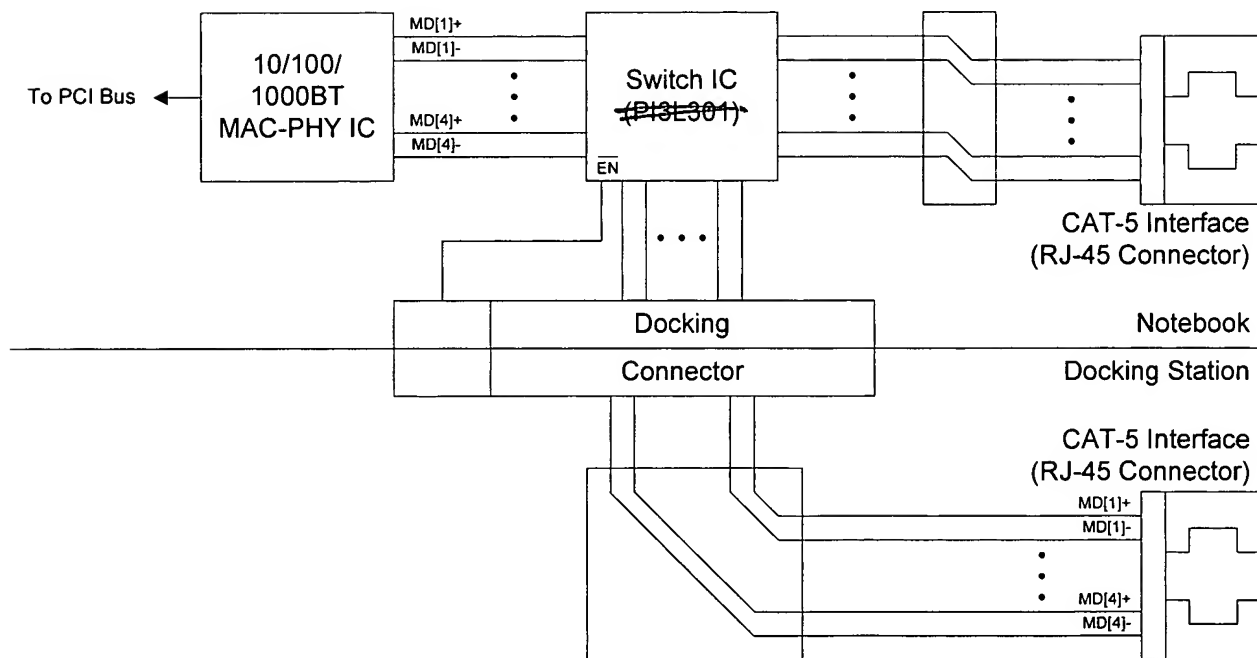 MD[1]+
MD[1]-
10/100/
1000BT
MAC-PHY IC
To PCI Bus
MD[4]+
MD[4]-
Switch IC
(PI3L301)
EN
CAT-5 Interface
(RJ-45 Connector)
Docking
Notebook
Connector
Docking Station
CAT-5 Interface
(RJ-45 Connector)
MD[1]+
MD[1]-
MD[4]+
MD[4]-